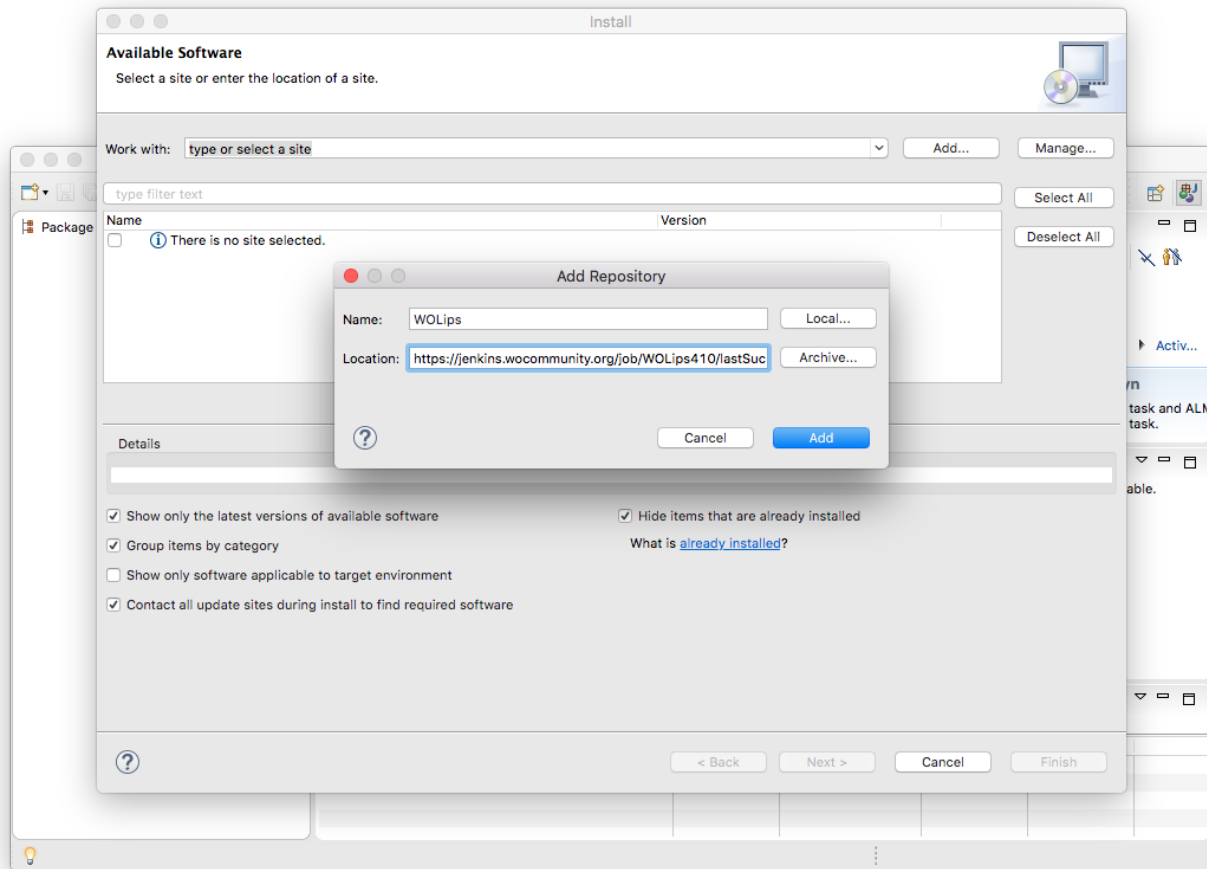 Install
Available Software
Select a site or enter the location of a site.
Work with: type or select a site
Add...
Manage...
type filter text
Select All
Name Version
There is no site selected.
Deselect All
Package
Add Repository
Name: WOLips
Local...
Location: https://jenkins.wocommunity.org/job/WOLips410/lastSuc
Archive...
Cancel
Add
Activ...
task and ALM
task.
able.
Details
Show only the latest versions of available software
Hide items that are already installed
Group items by category
What is already installed?
Show only software applicable to target environment
Contact all update sites during install to find required software
< Back
Next >
Cancel
Finish